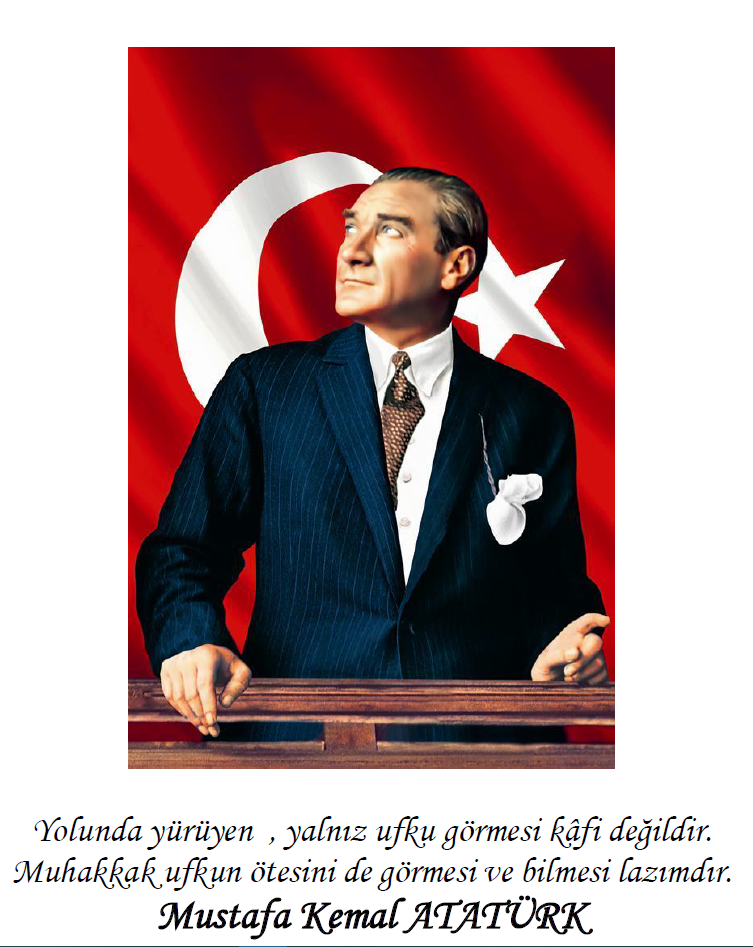 Yolunda yürüyen , yalnız ufku görmesi kâfi değildir.
Muhakkak ufkun ötesini de görmesi ve bilmesi lazımdır.
Mustafa Kemal ATATÜRK